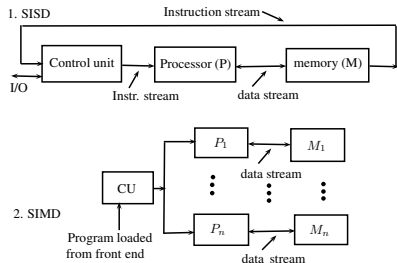 1. SISD
Instruction stream
Control unit
Processor (P)
memory (M)
I/O
Instr. stream
data stream
P₁
M₁
data stream
CU
2. SIMD
Pₙ
Mₙ
Program loaded
from front end
data stream